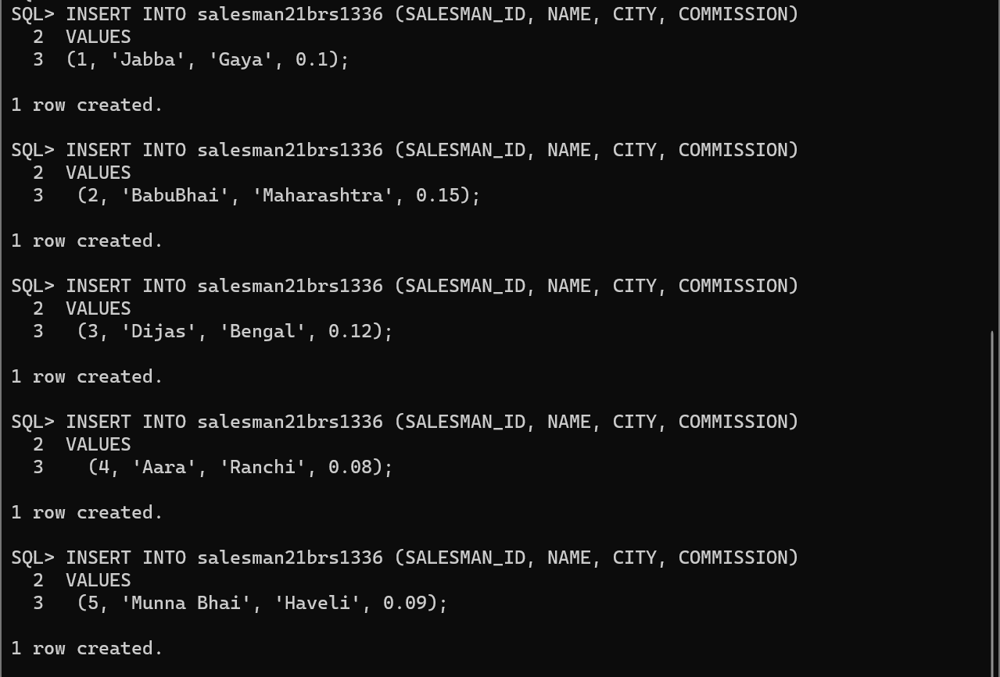 SQL> INSERT INTO salesman21brs1336 (SALESMAN_ID, NAME, CITY, COMMISSION)
  2  VALUES
  3  (1, 'Jabba', 'Gaya', 0.1);

1 row created.

SQL> INSERT INTO salesman21brs1336 (SALESMAN_ID, NAME, CITY, COMMISSION)
  2  VALUES
  3   (2, 'BabuBhai', 'Maharashtra', 0.15);

1 row created.

SQL> INSERT INTO salesman21brs1336 (SALESMAN_ID, NAME, CITY, COMMISSION)
  2  VALUES
  3   (3, 'Dijas', 'Bengal', 0.12);

1 row created.

SQL> INSERT INTO salesman21brs1336 (SALESMAN_ID, NAME, CITY, COMMISSION)
  2  VALUES
  3    (4, 'Aara', 'Ranchi', 0.08);

1 row created.

SQL> INSERT INTO salesman21brs1336 (SALESMAN_ID, NAME, CITY, COMMISSION)
  2  VALUES
  3   (5, 'Munna Bhai', 'Haveli', 0.09);

1 row created.